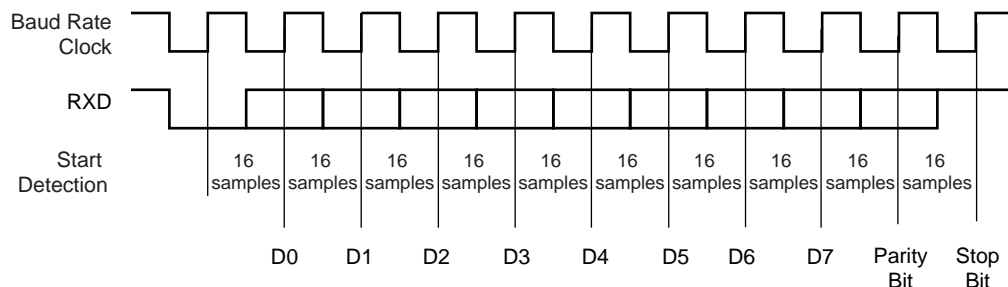 Baud Rate
Clock
RXD
Start
Detection
16 16 16 16 16 16 16 16 16 16
samples samples samples samples samples samples samples samples samples samples
D0 D1 D2 D3 D4 D5 D6 D7 Parity Stop
Bit Bit